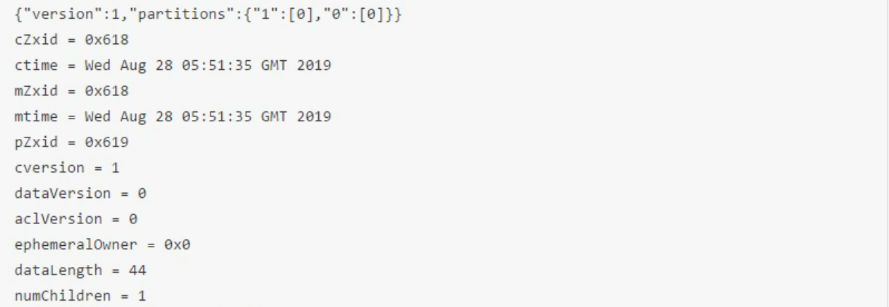 {"version":1,"partitions":{"1":[0],"0":[0]}}
cZxid = 0x618
ctime = Wed Aug 28 05:51:35 GMT 2019
mZxid = 0x618
mtime = Wed Aug 28 05:51:35 GMT 2019
pZxid = 0x619
cversion = 1
dataVersion = 0
aclVersion = 0
ephemeralOwner = 0x0
dataLength = 44
numChildren = 1